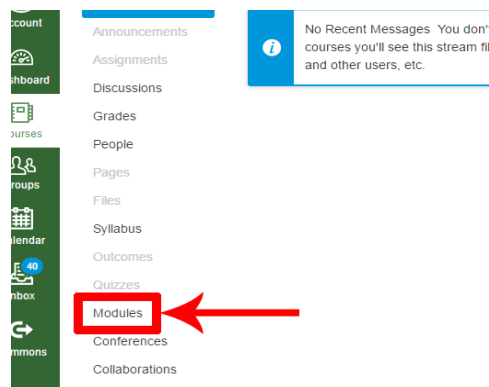 ccount
shboard
ourses
roups
lendar
40
nbox
mmons
Announcements
Assignments
Discussions
Grades
People
Pages
Files
Syllabus
Outcomes
Quizzes
Modules
Conferences
Collaborations
No Recent Messages You don'
courses you'll see this stream fil
and other users, etc.